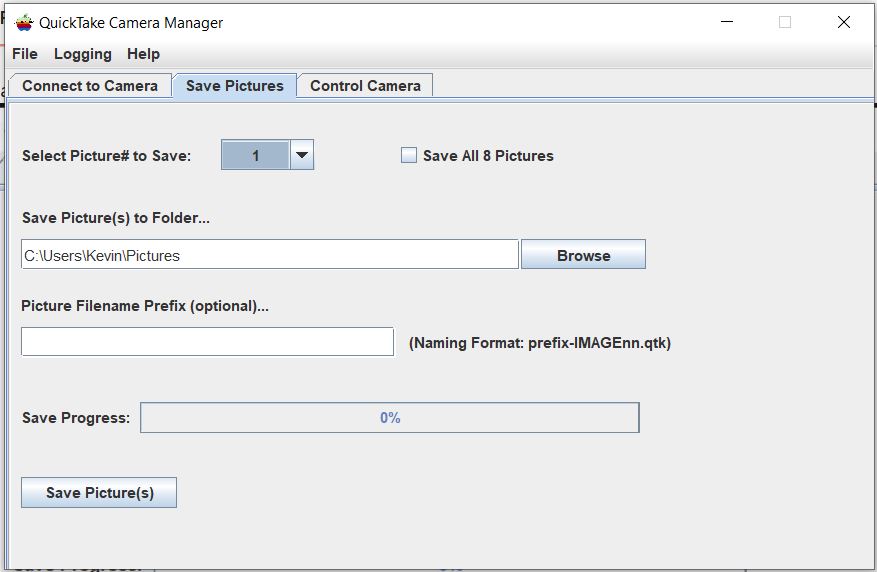 QuickTake Camera Manager
File Logging Help
Connect to Camera Save Pictures Control Camera
Select Picture# to Save: 1 Save All 8 Pictures
Save Picture(s) to Folder...
C:\Users\Kevin\Pictures Browse
Picture Filename Prefix (optional)...
(Naming Format: prefix-IMAGEnn.qtk)
Save Progress: 0%
Save Picture(s)